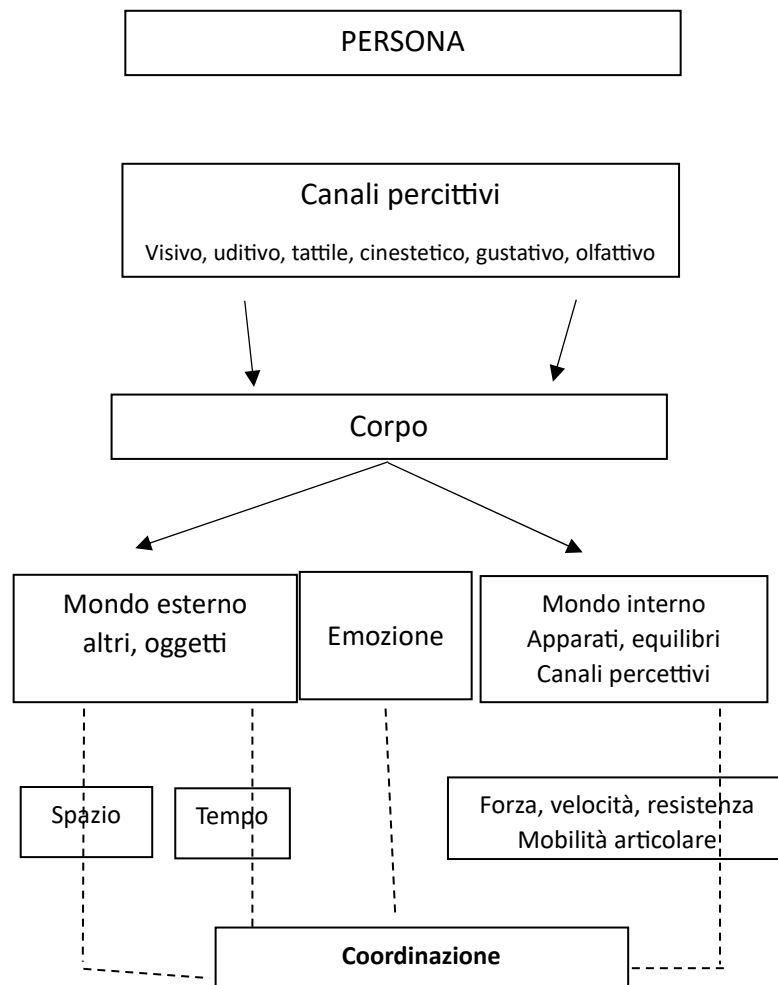 PERSONA
Canali percittivi
Visivo, uditivo, tattile, cinestetico, gustativo, olfattivo
Corpo
Mondo esterno
altri, oggetti
Emozione
Mondo interno
Apparati, equilibri
Canali percettivi
Spazio
Tempo
Forza, velocità, resistenza
Mobilità articolare
Coordinazione